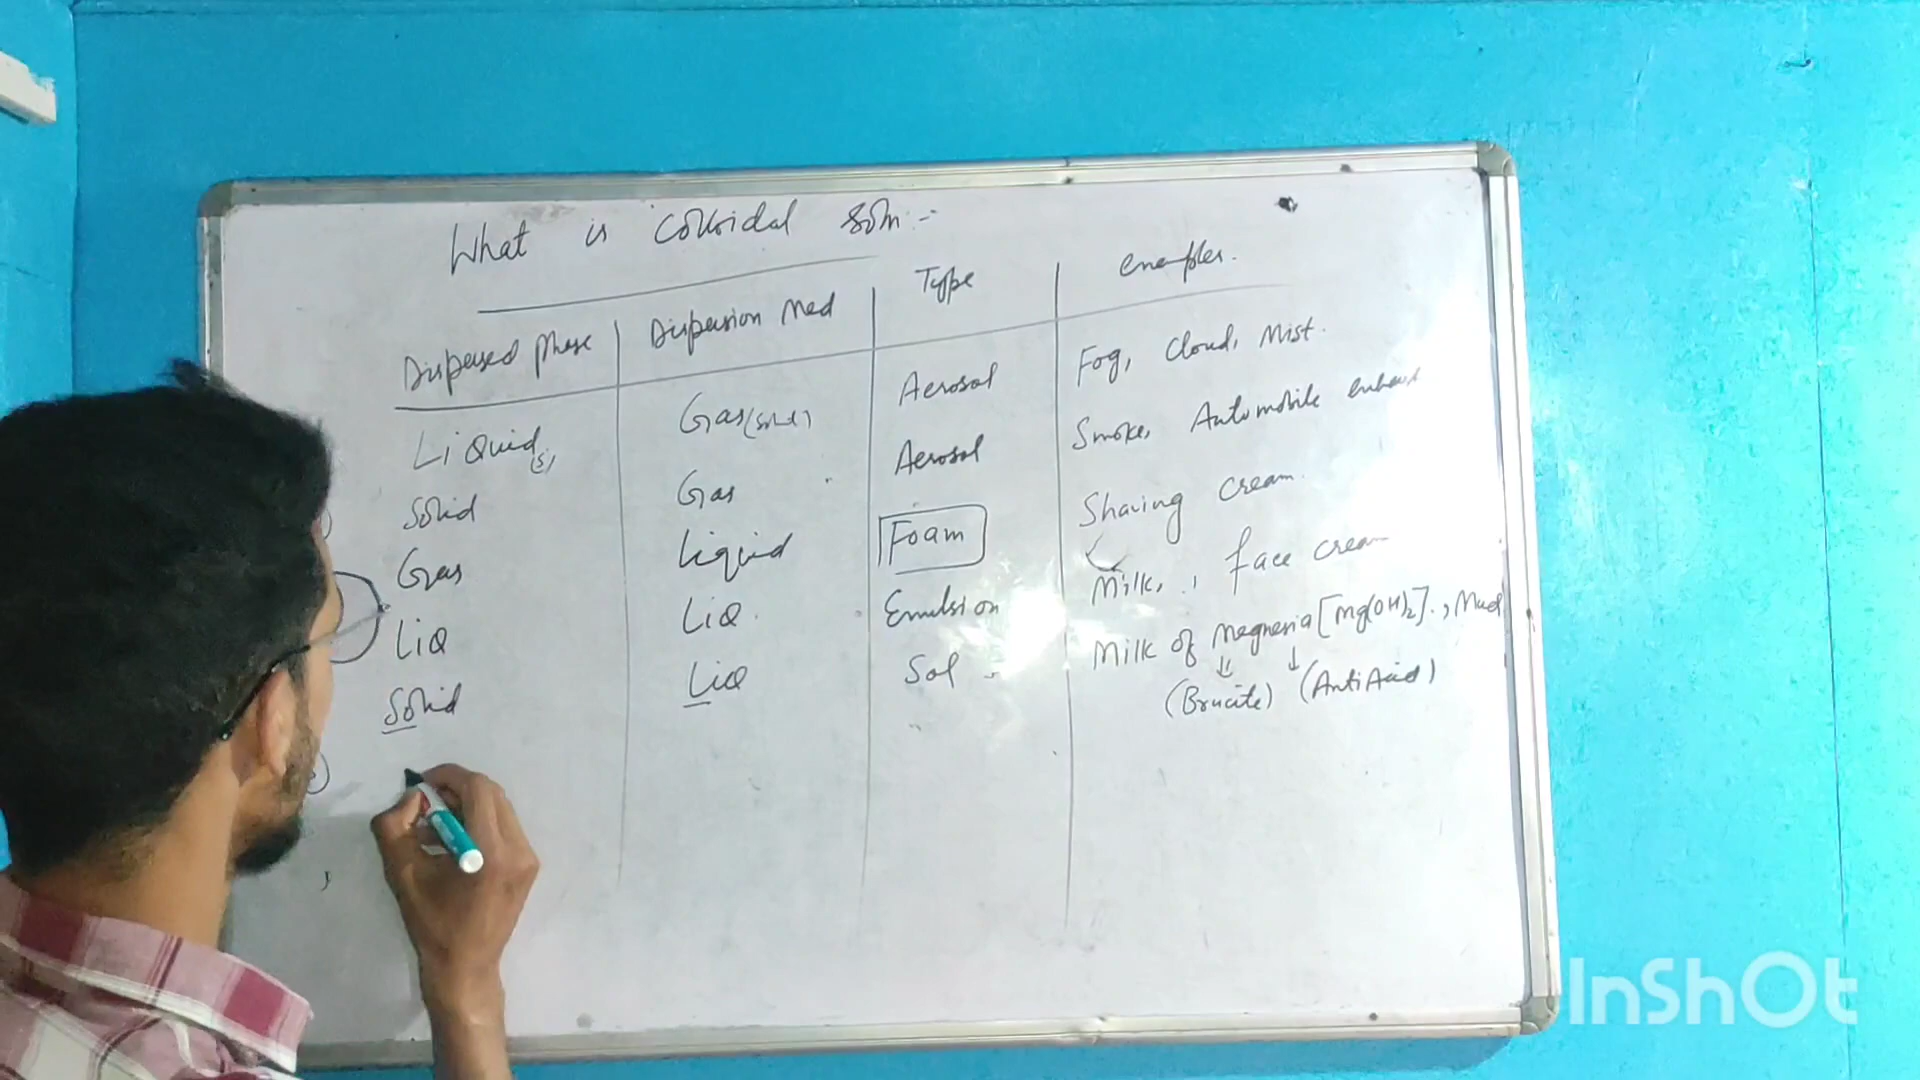 What is colloidal soln :-
Dispersed phase Dispersion Med Type examples.
Liquid(s) Gas Aerosol Fog, Cloud, Mist.
Solid Gas Aerosol Smoke, Automobile exhaust
Gas Liquid Foam Shaving cream.
Liq Liq. Emulsion Milk, face cream
Solid Liq Sol Milk of Magnesia [Mg(OH)2]., Mud
(Brucite) (AntiAcid)
InShOt